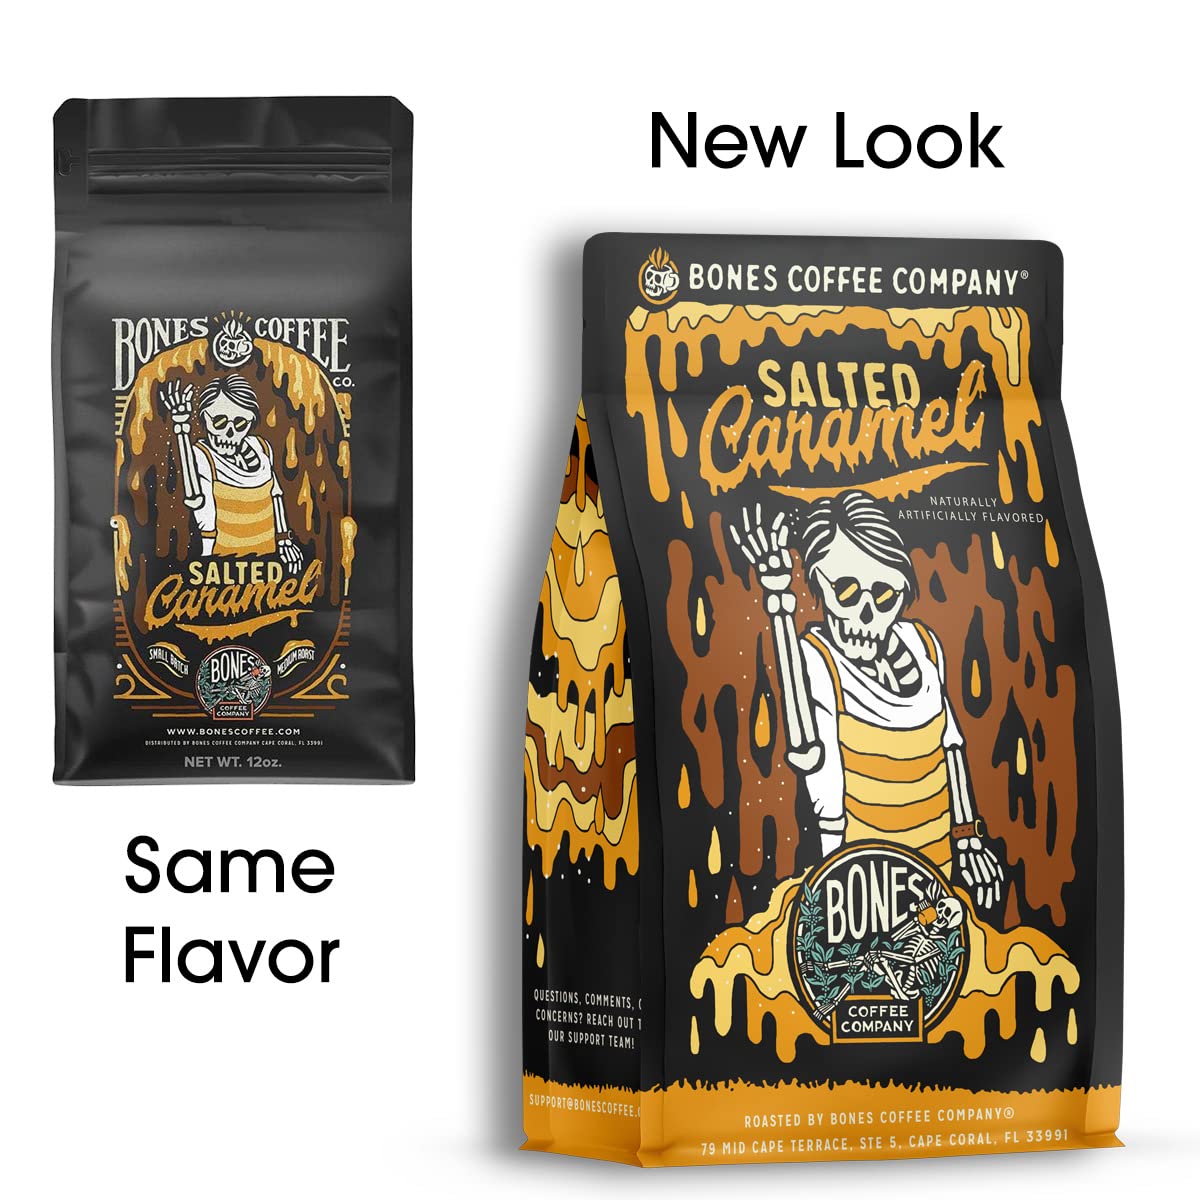 New Look
BONES COFFEE
CO.
SALTED
Caramel
SMALL BATCH
MEDIUM ROAST
BONES
COFFEE
COMPANY
WWW.BONESCOFFEE.COM
DISTRIBUTED BY BONES COFFEE COMPANY CAPE CORAL, FL 33991
NET WT. 12oz.
Same
Flavor
BONES COFFEE COMPANY®
SALTED
Caramel
NATURALLY
ARTIFICIALLY FLAVORED
BONES
COFFEE
COMPANY
QUESTIONS, COMMENTS,
CONCERNS? REACH OUT
OUR SUPPORT TEAM!
SUPPORT@BONESCOFFEE.
ROASTED BY BONES COFFEE COMPANY®
79 MID CAPE TERRACE, STE 5, CAPE CORAL, FL 33991